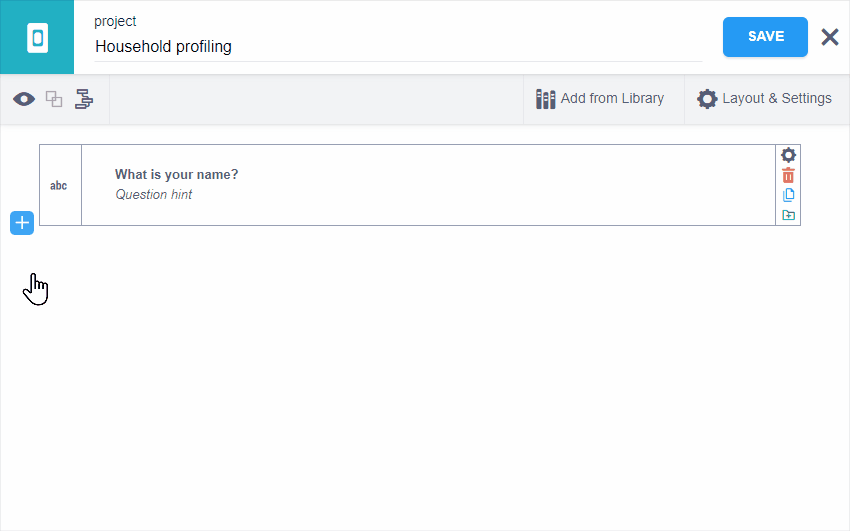 project
Household profiling
SAVE
Add from Library
Layout & Settings
abc
What is your name?
Question hint